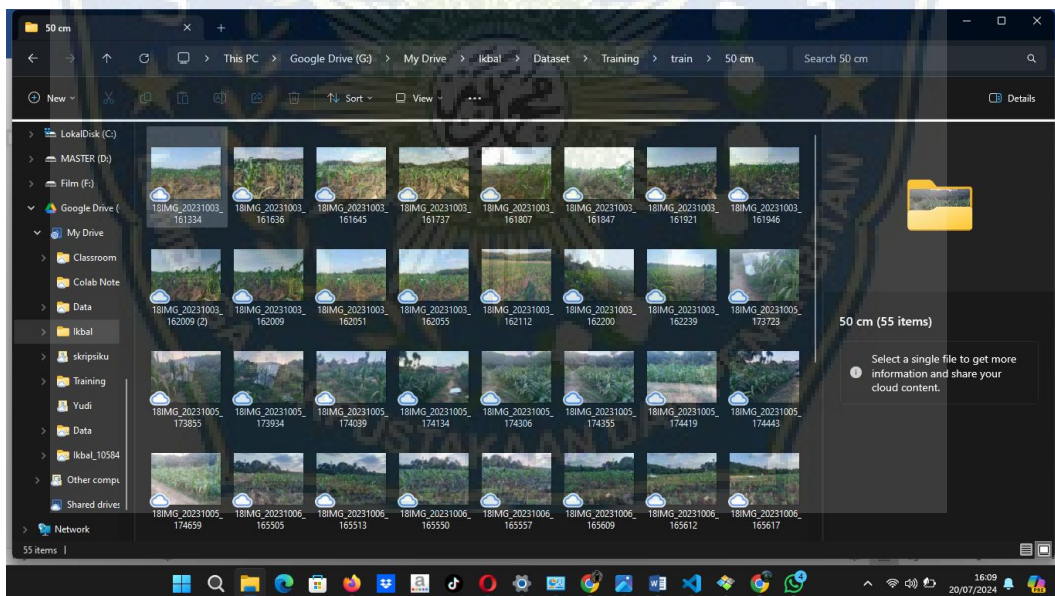 50 cm
This PC > Google Drive (G:) > My Drive > Ikbal > Dataset > Training > train > 50 cm
Search 50 cm
New
Sort
View
Details
LokalDisk (C:)
MASTER (D:)
Film (F:)
Google Drive (
My Drive
Classroom
Colab Note
Data
Ikbal
skripsiku
Training
Yudi
Data
Ikbal_10584
Other compu
Shared drives
Network
18IMG_20231003_161334
18IMG_20231003_161636
18IMG_20231003_161645
18IMG_20231003_161737
18IMG_20231003_161807
18IMG_20231003_161847
18IMG_20231003_161921
18IMG_20231003_161946
18IMG_20231003_162009 (2)
18IMG_20231003_162009
18IMG_20231003_162051
18IMG_20231003_162055
18IMG_20231003_162112
18IMG_20231003_162200
18IMG_20231003_162239
18IMG_20231005_173723
18IMG_20231005_173855
18IMG_20231005_173934
18IMG_20231005_174039
18IMG_20231005_174134
18IMG_20231005_174306
18IMG_20231005_174355
18IMG_20231005_174419
18IMG_20231005_174443
18IMG_20231005_174659
18IMG_20231006_165505
18IMG_20231006_165513
18IMG_20231006_165550
18IMG_20231006_165557
18IMG_20231006_165609
18IMG_20231006_165612
18IMG_20231006_165617
50 cm (55 items)
Select a single file to get more
information and share your
cloud content.
55 items
16:09
20/07/2024